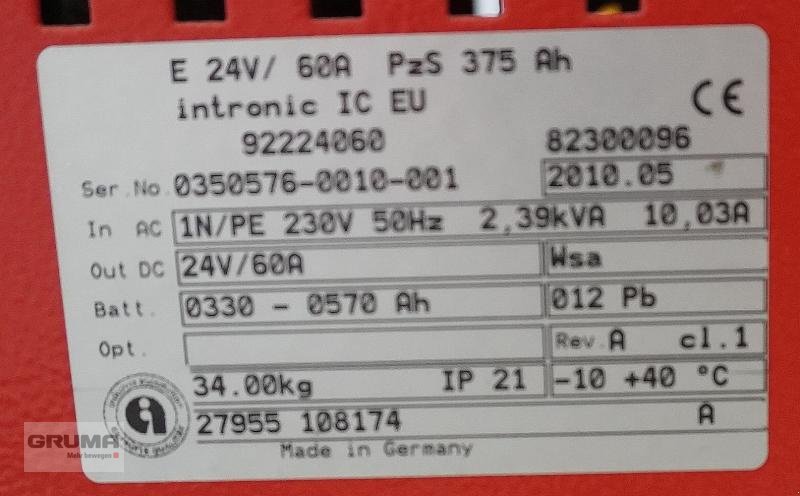 E 24V/ 60A PzS 375 Ah
intronic IC EU CE
92224060 82300096
Ser.No. 0350576-0010-001 2010.05
In AC 1N/PE 230V 50Hz 2,39kVA 10,03A
Out DC 24V/60A Wsa
Batt. 0330 - 0570 Ah 012 Pb
Opt. Rev.A cl.1
34.00kg IP 21 -10 +40 °C
27955 108174 A
Made in Germany
GRUMA
Mehr bewegen